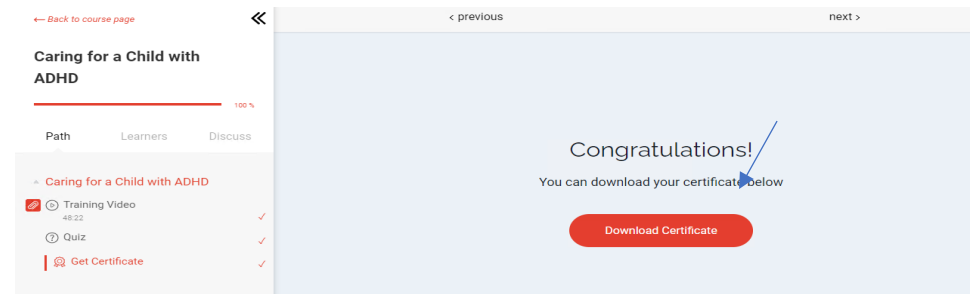 ← Back to course page
Caring for a Child with
ADHD
100 %
Path Learners Discuss
Caring for a Child with ADHD
Training Video
48:22
Quiz
Get Certificate
< previous next >
Congratulations!
You can download your certificate below
Download Certificate